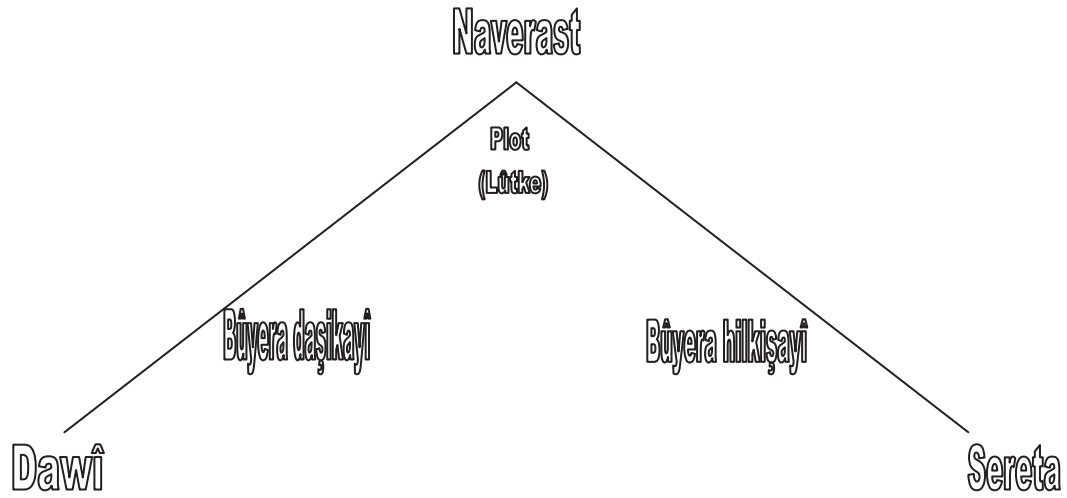 Naverast
Plot
(Lûtke)
Bûyera daşikayî
Bûyera hilkişayî
Dawî
Sereta